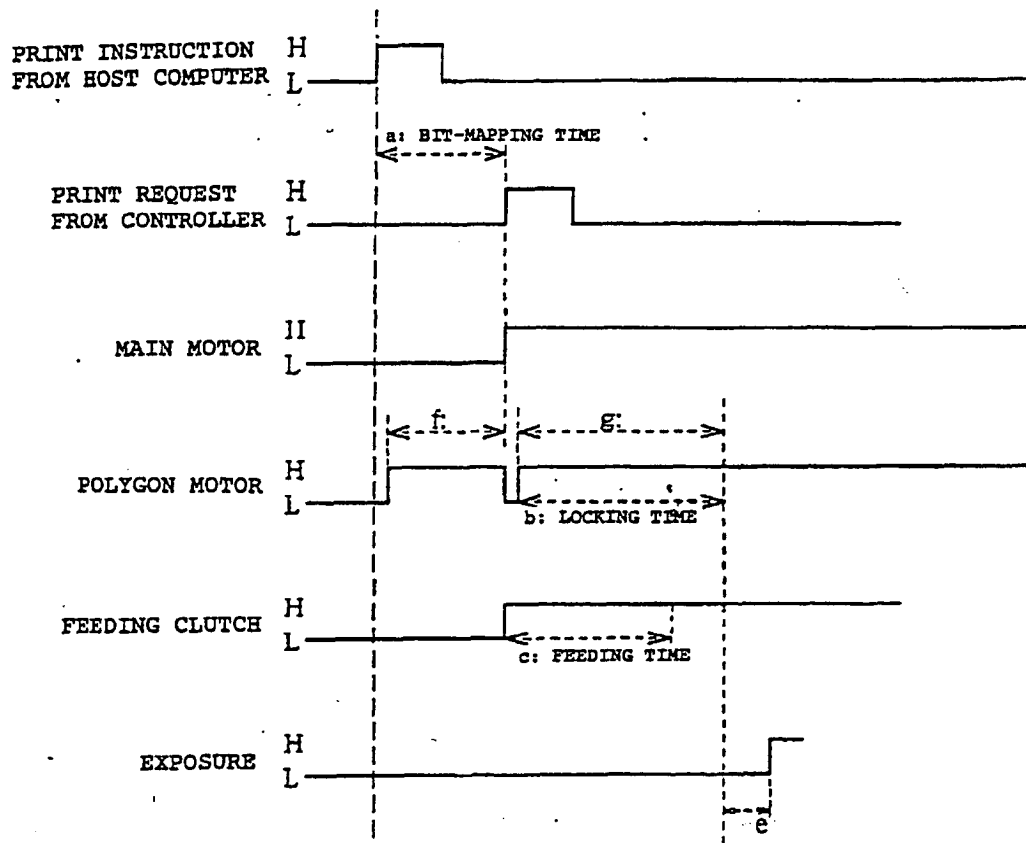 PRINT INSTRUCTION H
FROM HOST COMPUTER L
a: BIT-MAPPING TIME
PRINT REQUEST H
FROM CONTROLLER L
H
MAIN MOTOR
L
f: g:
H
POLYGON MOTOR
L
b: LOCKING TIME
H
FEEDING CLUTCH
L
c: FEEDING TIME
H
EXPOSURE
L
e